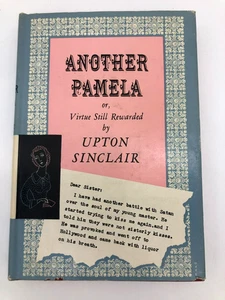 ANOTHER
PAMELA
or,
Virtue Still Rewarded
by
UPTON
SINCLAIR
Dear Sister:
I have had another battle with Satan
over the soul of my young master. He
started trying to kiss me again.and I
told him they were not sisterly kisses.
He was provoked and went off to
Hollywood and came back with liquor
on his breath.